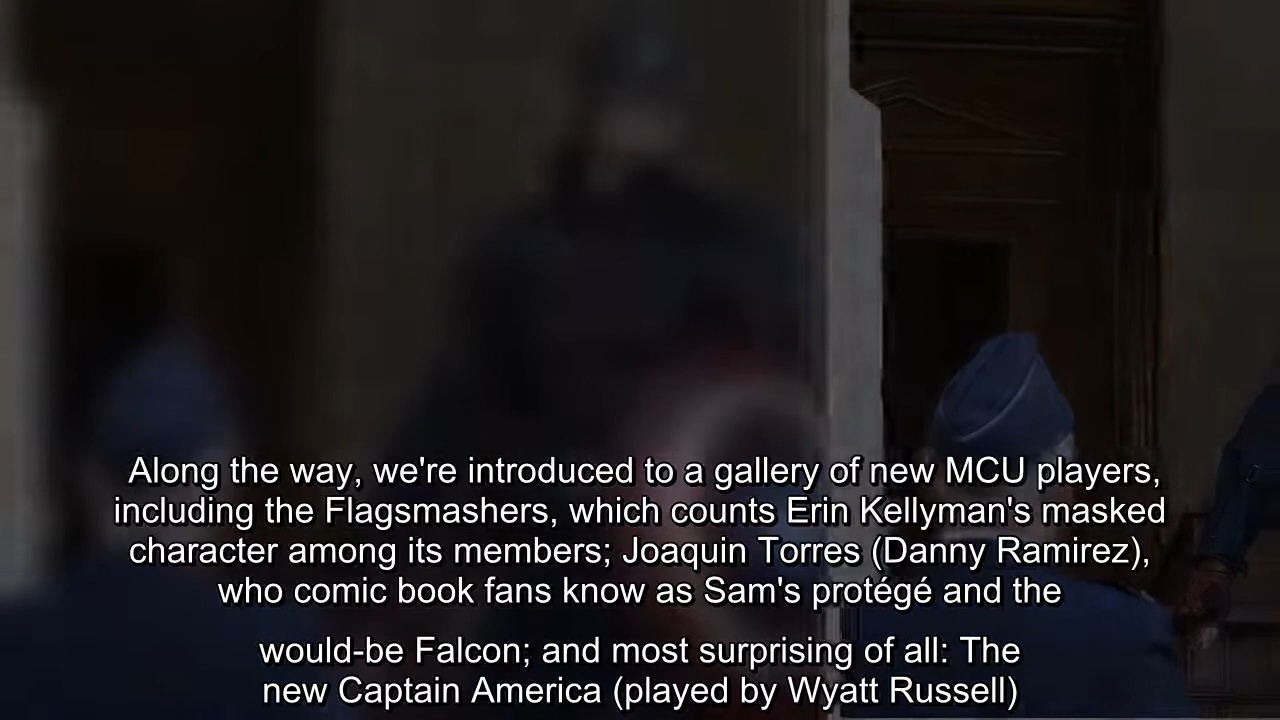 Along the way, we're introduced to a gallery of new MCU players,
including the Flagsmashers, which counts Erin Kellyman's masked
character among its members; Joaquin Torres (Danny Ramirez),
who comic book fans know as Sam's protégé and the
would-be Falcon; and most surprising of all: The
new Captain America (played by Wyatt Russell)